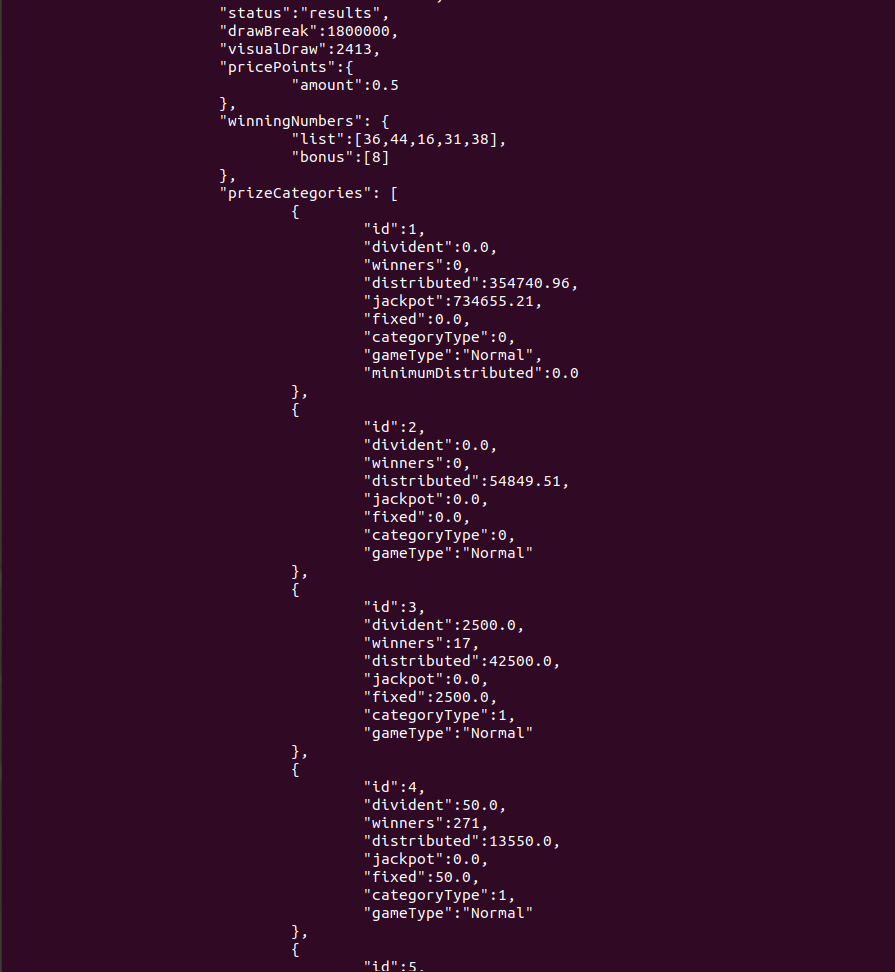 "status":"results",
"drawBreak":1800000,
"visualDraw":2413,
"pricePoints":{
"amount":0.5
},
"winningNumbers": {
"list":[36,44,16,31,38],
"bonus":[8]
},
"prizeCategories": [
{
"id":1,
"divident":0.0,
"winners":0,
"distributed":354740.96,
"jackpot":734655.21,
"fixed":0.0,
"categoryType":0,
"gameType":"Normal",
"minimumDistributed":0.0
},
{
"id":2,
"divident":0.0,
"winners":0,
"distributed":54849.51,
"jackpot":0.0,
"fixed":0.0,
"categoryType":0,
"gameType":"Normal"
},
{
"id":3,
"divident":2500.0,
"winners":17,
"distributed":42500.0,
"jackpot":0.0,
"fixed":2500.0,
"categoryType":1,
"gameType":"Normal"
},
{
"id":4,
"divident":50.0,
"winners":271,
"distributed":13550.0,
"jackpot":0.0,
"fixed":50.0,
"categoryType":1,
"gameType":"Normal"
},
{
"id":5,